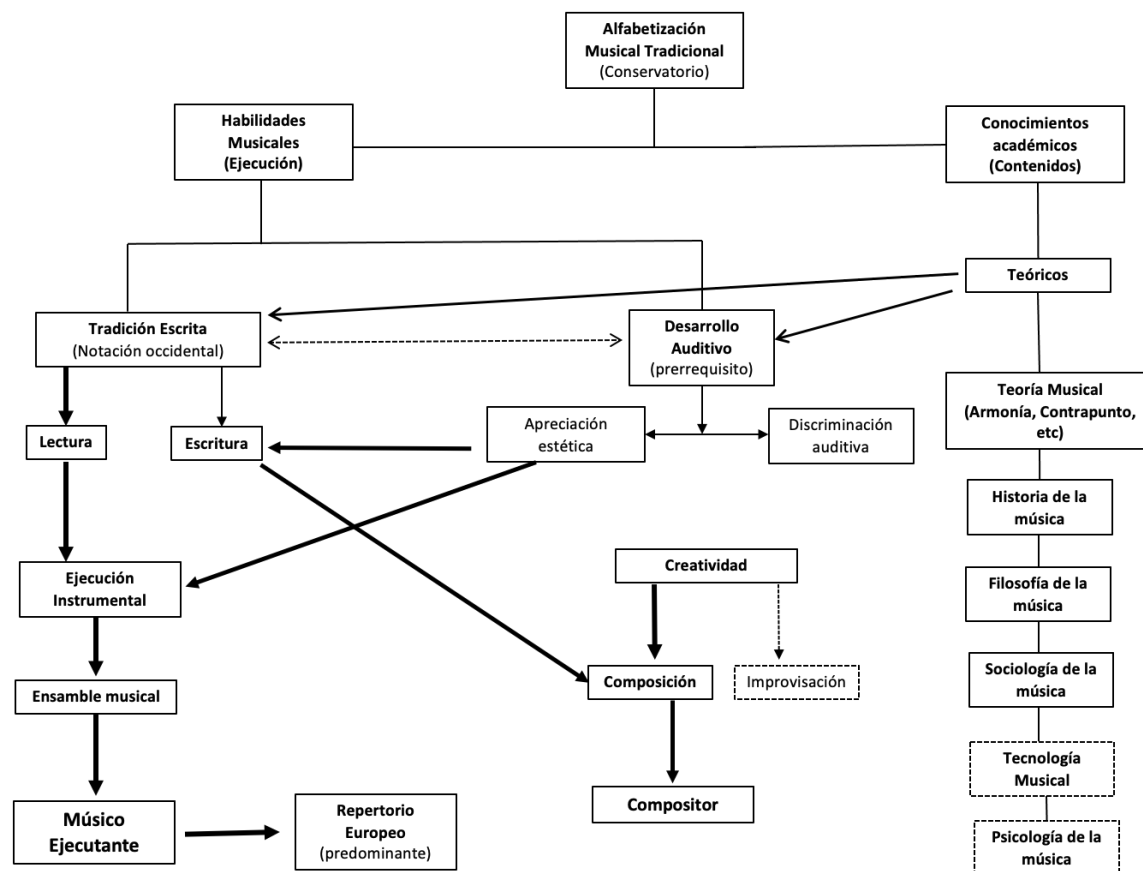 Alfabetización
Musical Tradicional
(Conservatorio)
Habilidades
Musicales
(Ejecución)
Conocimientos
académicos
(Contenidos)
Teóricos
Tradición Escrita
(Notación occidental)
Desarrollo
Auditivo
(prerrequisito)
Teoría Musical
(Armonía, Contrapunto,
etc)
Lectura
Escritura
Apreciación
estética
Discriminación
auditiva
Historia de la
música
Ejecución
Instrumental
Creatividad
Filosofía de la
música
Ensamble musical
Composición
Improvisación
Sociología de la
música
Tecnología
Musical
Músico
Ejecutante
Repertorio
Europeo
(predominante)
Compositor
Psicología de la
música